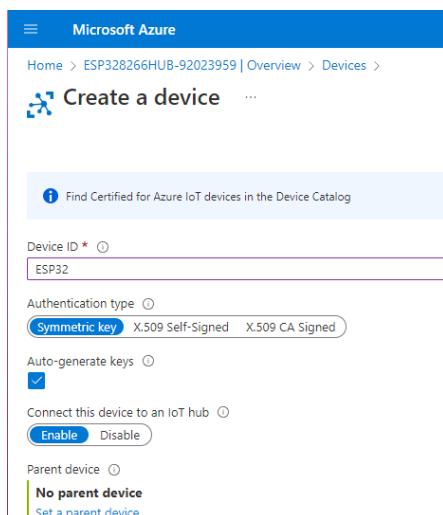 Microsoft Azure
Home > ESP328266HUB-92023959 | Overview > Devices >
Create a device ...
Find Certified for Azure IoT devices in the Device Catalog
Device ID *
ESP32
Authentication type
Symmetric key X.509 Self-Signed X.509 CA Signed
Auto-generate keys
Connect this device to an IoT hub
Enable Disable
Parent device
No parent device
Set a parent device